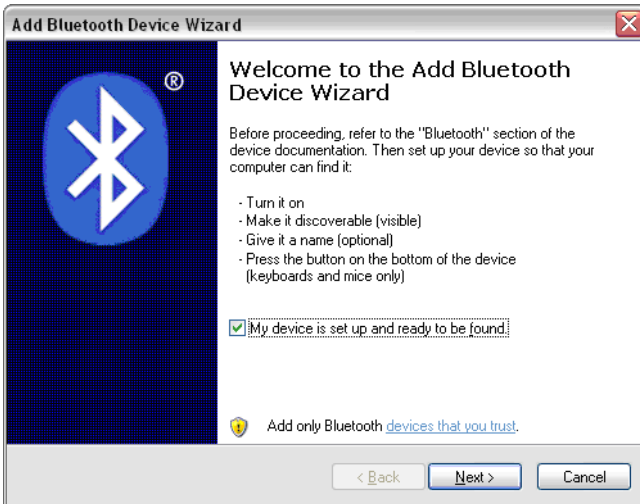 Add Bluetooth Device Wizard
®
Welcome to the Add Bluetooth
Device Wizard
Before proceeding, refer to the "Bluetooth" section of the
device documentation. Then set up your device so that your
computer can find it:
- Turn it on
- Make it discoverable (visible)
- Give it a name (optional)
- Press the button on the bottom of the device
(keyboards and mice only)
My device is set up and ready to be found.
Add only Bluetooth devices that you trust.
< Back Next > Cancel